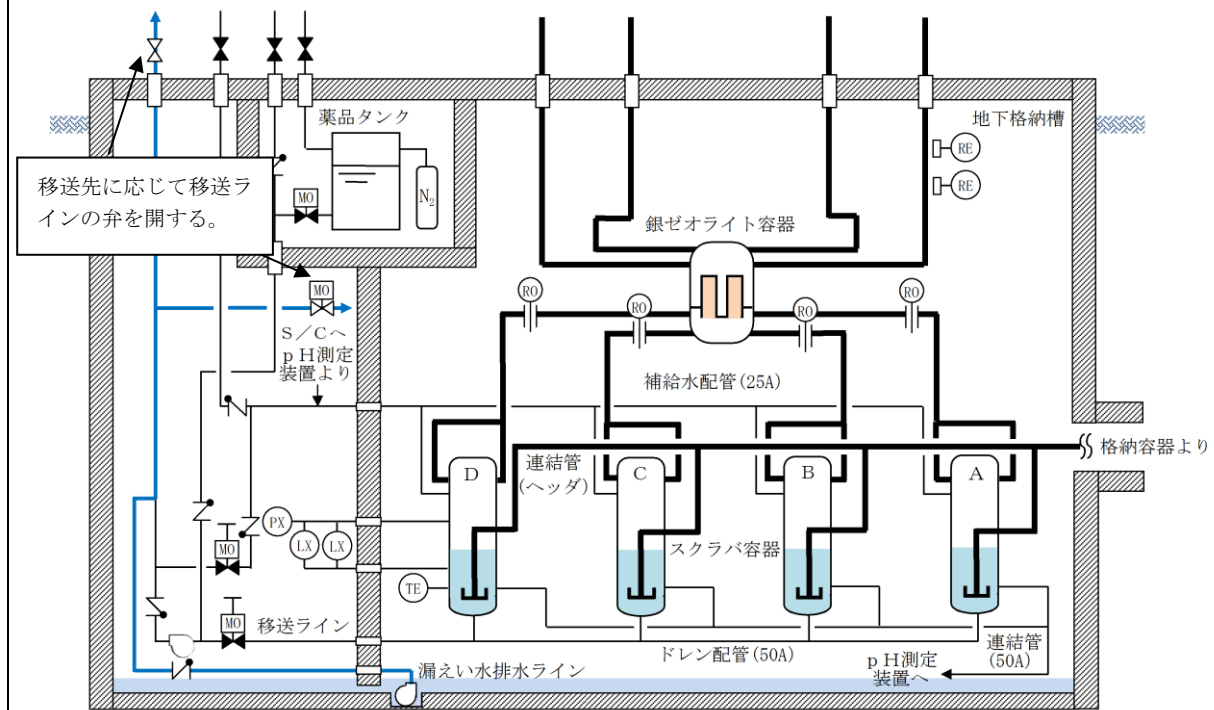 薬品タンク
地下格納槽
RE
RE
移送先に応じて移送ラ
インの弁を開する。
MO
N₂
銀ゼオライト容器
MO
RO
RO
RO
RO
S/Cへ
pH測定
装置より
補給水配管(25A)
格納容器より
連結管
(ヘッダ)
D
C
B
A
PX
LX
LX
MO
スクラバ容器
TE
MO
移送ライン
ドレン配管(50A)
連結管
(50A)
pH測定
装置へ
漏えい水排水ライン